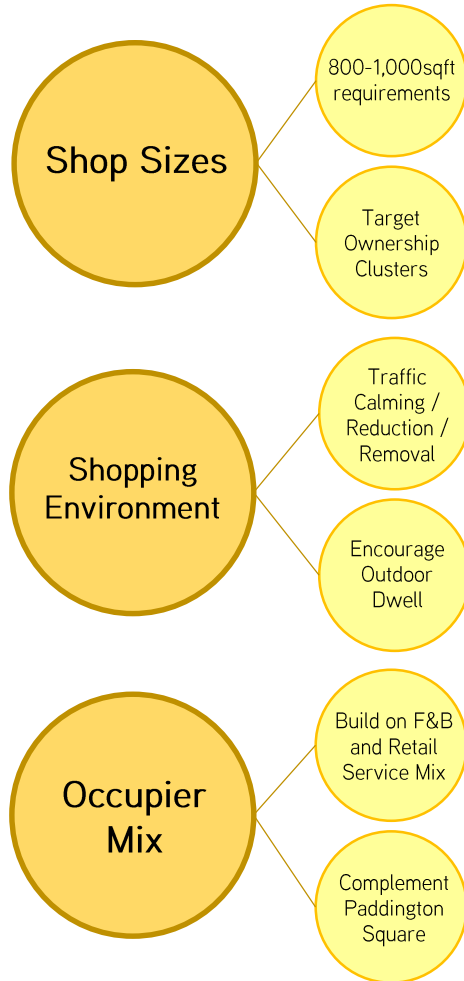 Shop Sizes
800-1,000sqft
requirements
Target
Ownership
Clusters
Shopping
Environment
Traffic
Calming /
Reduction /
Removal
Encourage
Outdoor
Dwell
Occupier
Mix
Build on F&B
and Retail
Service Mix
Complement
Paddington
Square